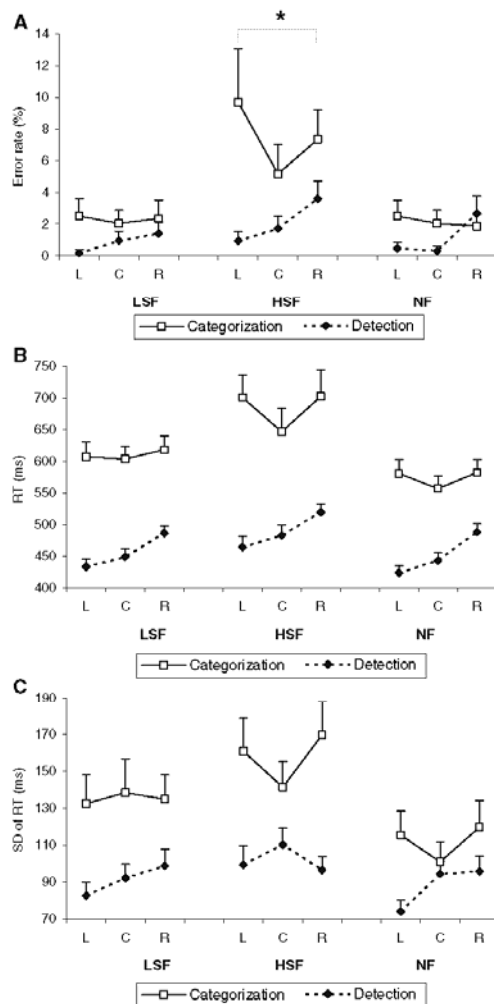 A
*
14
12
10
8
6
4
2
0
Error rate (%)
L C R L C R L C R
LSF HSF NF
Categorization Detection
B
750
700
650
600
550
500
450
400
RT (ms)
L C R L C R L C R
LSF HSF NF
Categorization Detection
C
190
170
150
130
110
90
70
SD of RT (ms)
L C R L C R L C R
LSF HSF NF
Categorization Detection